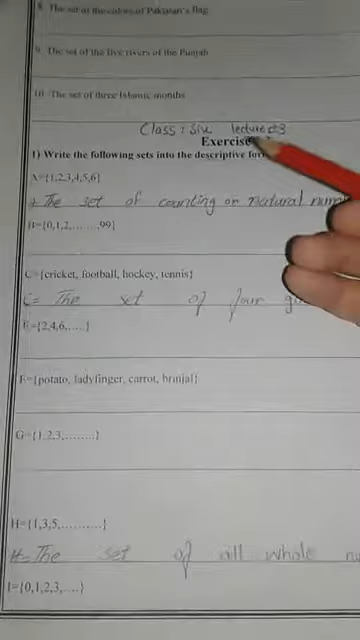 8. The set of the colors of Pakistan's flag
9. The set of the five rivers of the Punjab
10. The set of three Islamic months
Class: Six lecture #3
Exercise
1) Write the following sets into the descriptive for
A={1,2,3,4,5,6}
The set of counting or natural num
B={0,1,2,……,99}
C={cricket, football, hockey, tennis}
C= The set of four ga
E={2,4,6,…..}
F={potato, ladyfinger, carrot, brinjal}
G={1,2,3,……..}
H={1,3,5,……….}
H= The set of all whole nu
I={0,1,2,3,….}